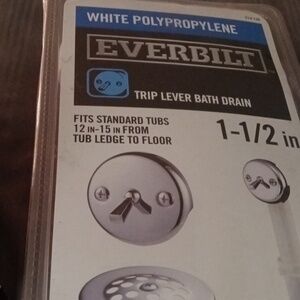 WHITE POLYPROPYLENE
EVERBILT
TRIP LEVER BATH DRAIN
FITS STANDARD TUBS
12 IN-15 IN FROM
TUB LEDGE TO FLOOR
1-1/2 in